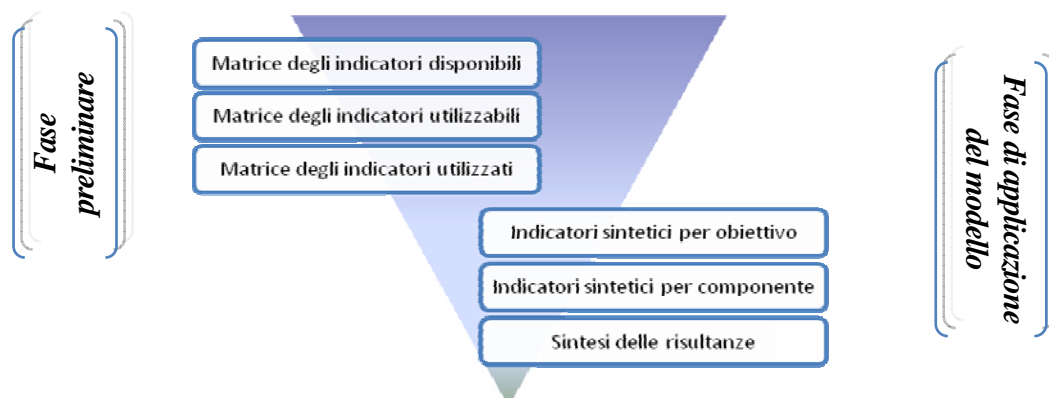 Fase
preliminare
Matrice degli indicatori disponibili
Matrice degli indicatori utilizzabili
Matrice degli indicatori utilizzati
Indicatori sintetici per obiettivo
Indicatori sintetici per componente
Sintesi delle risultanze
Fase di applicazione
del modello